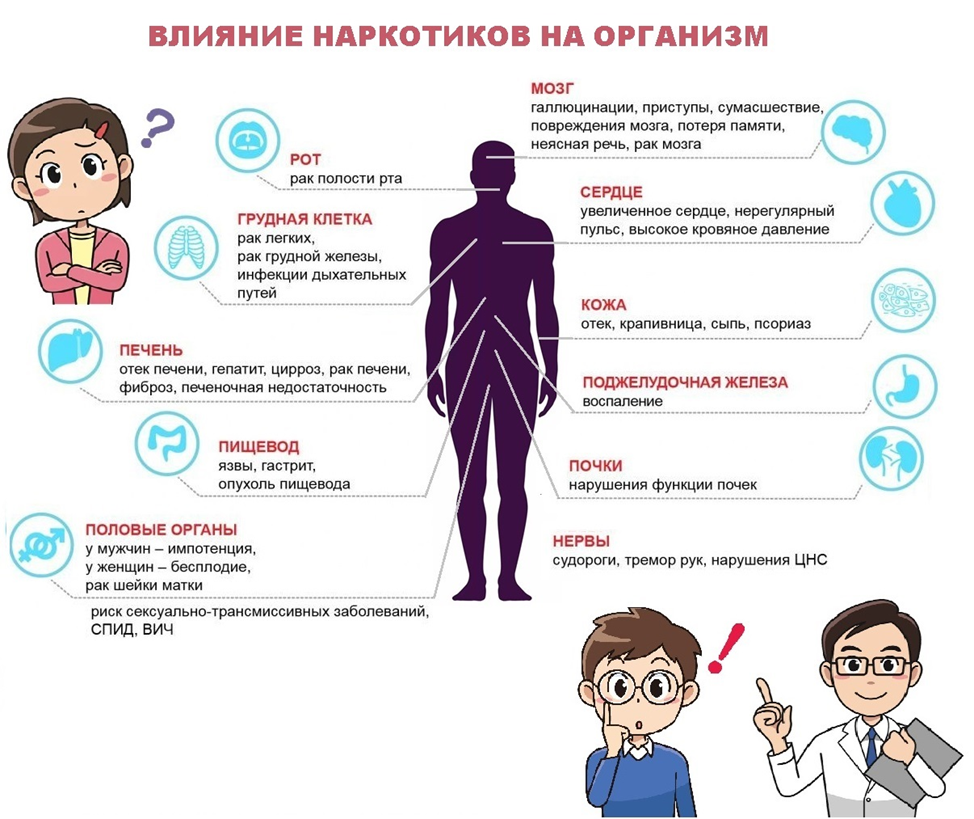 ВЛИЯНИЕ НАРКОТИКОВ НА ОРГАНИЗМ
МОЗГ
галлюцинации, приступы, сумасшествие,
повреждения мозга, потеря памяти,
неясная речь, рак мозга
РОТ
рак полости рта
СЕРДЦЕ
увеличенное сердце, нерегулярный
пульс, высокое кровяное давление
ГРУДНАЯ КЛЕТКА
рак легких,
рак грудной железы,
инфекции дыхательных
путей
КОЖА
отек, крапивница, сыпь, псориаз
ПЕЧЕНЬ
отек печени, гепатит, цирроз, рак печени,
фиброз, печеночная недостаточность
ПОДЖЕЛУДОЧНАЯ ЖЕЛЕЗА
воспаление
ПИЩЕВОД
язвы, гастрит,
опухоль пищевода
ПОЧКИ
нарушения функции почек
ПОЛОВЫЕ ОРГАНЫ
у мужчин – импотенция,
у женщин – бесплодие,
рак шейки матки
риск сексуально-трансмиссивных заболеваний,
СПИД, ВИЧ
НЕРВЫ
судороги, тремор рук, нарушения ЦНС